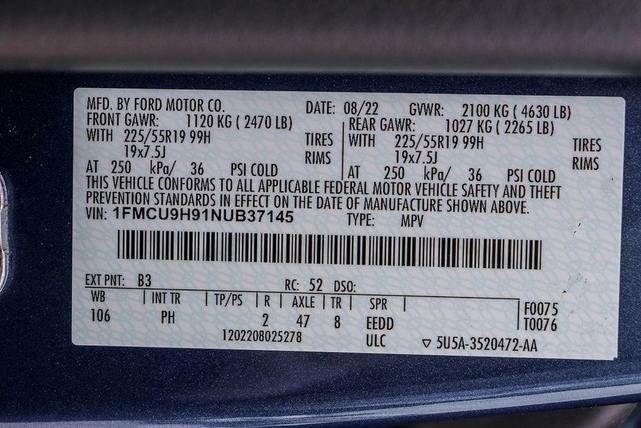 MFD. BY FORD MOTOR CO. DATE: 08/22 GVWR: 2100 KG ( 4630 LB)
FRONT GAWR: 1120 KG ( 2470 LB) REAR GAWR: 1027 KG ( 2265 LB)
WITH 225/55R19 99H TIRES WITH 225/55R19 99H TIRES
19x7.5J RIMS 19x7.5J RIMS
AT 250 kPa/ 36 PSI COLD AT 250 kPa/ 36 PSI COLD
THIS VEHICLE CONFORMS TO ALL APPLICABLE FEDERAL MOTOR VEHICLE SAFETY AND THEFT
PREVENTION STANDARDS IN EFFECT ON THE DATE OF MANUFACTURE SHOWN ABOVE.
VIN: 1FMCU9H91NUB37145 TYPE: MPV
EXT PNT: B3 RC: 52 DSO:
WB INT TR TP/PS R AXLE TR SPR F0075
106 PH 2 47 8 EEDD T0076
1202208025278 ULC ▽ 5U5A-3520472-AA